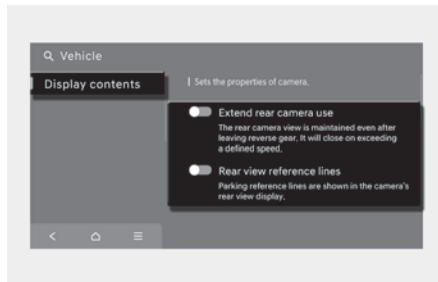 Vehicle
Display contents
Sets the properties of camera.
Extend rear camera use
The rear camera view is maintained even after
leaving reverse gear. It will close on exceeding
a defined speed.
Rear view reference lines
Parking reference lines are shown in the camera's
rear view display.